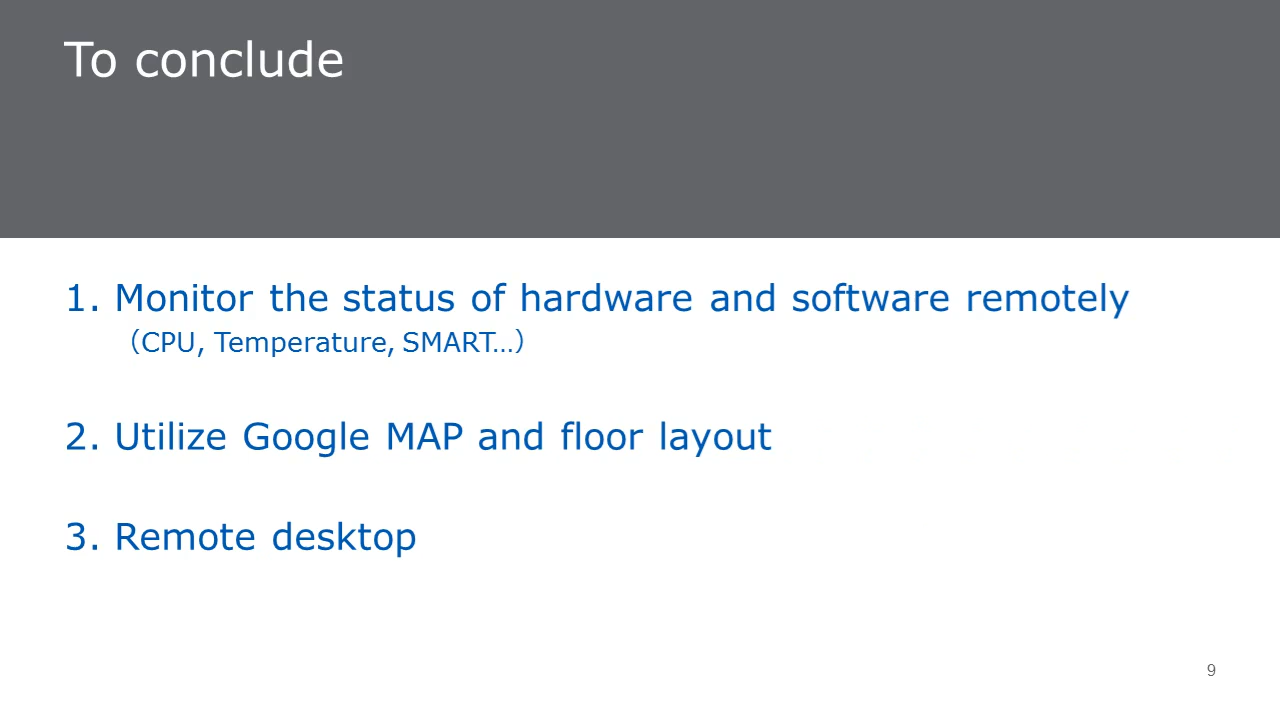 To conclude
1. Monitor the status of hardware and software remotely
（CPU, Temperature, SMART…）
2. Utilize Google MAP and floor layout
3. Remote desktop
9